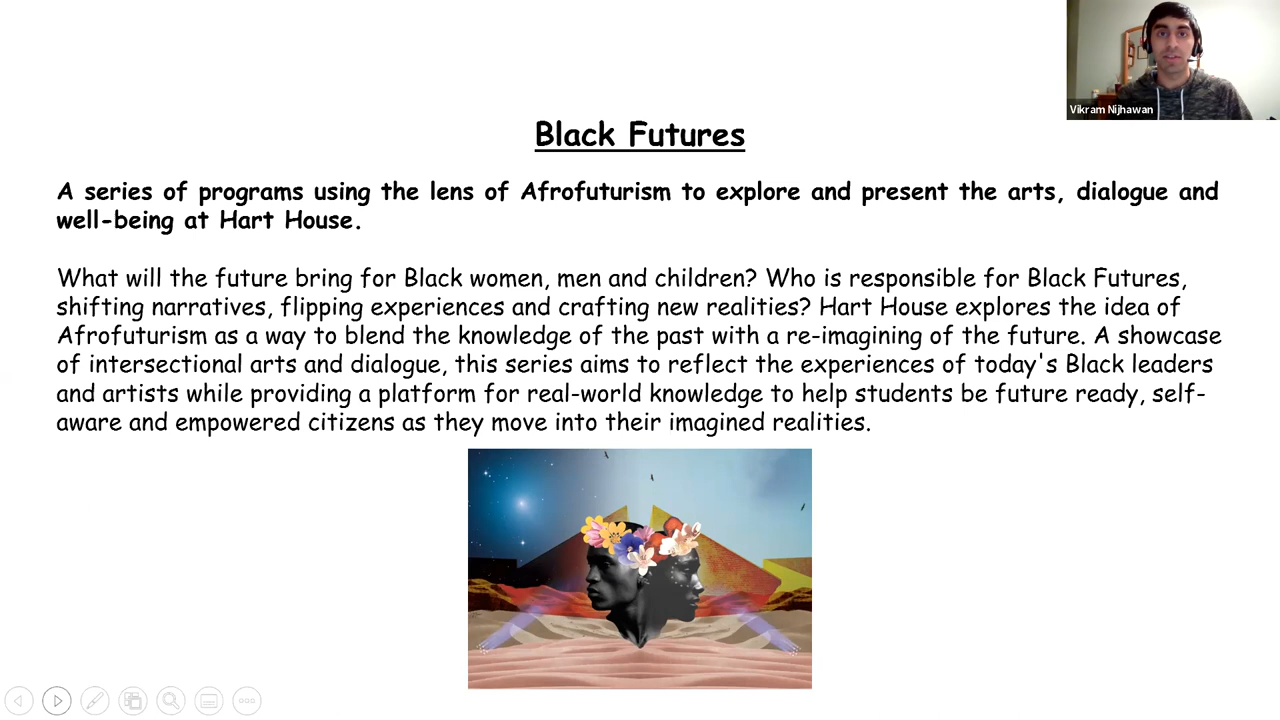 Vikram Nijhawan
Black Futures
A series of programs using the lens of Afrofuturism to explore and present the arts, dialogue and
well-being at Hart House.
What will the future bring for Black women, men and children? Who is responsible for Black Futures,
shifting narratives, flipping experiences and crafting new realities? Hart House explores the idea of
Afrofuturism as a way to blend the knowledge of the past with a re-imagining of the future. A showcase
of intersectional arts and dialogue, this series aims to reflect the experiences of today's Black leaders
and artists while providing a platform for real-world knowledge to help students be future ready, self-
aware and empowered citizens as they move into their imagined realities.